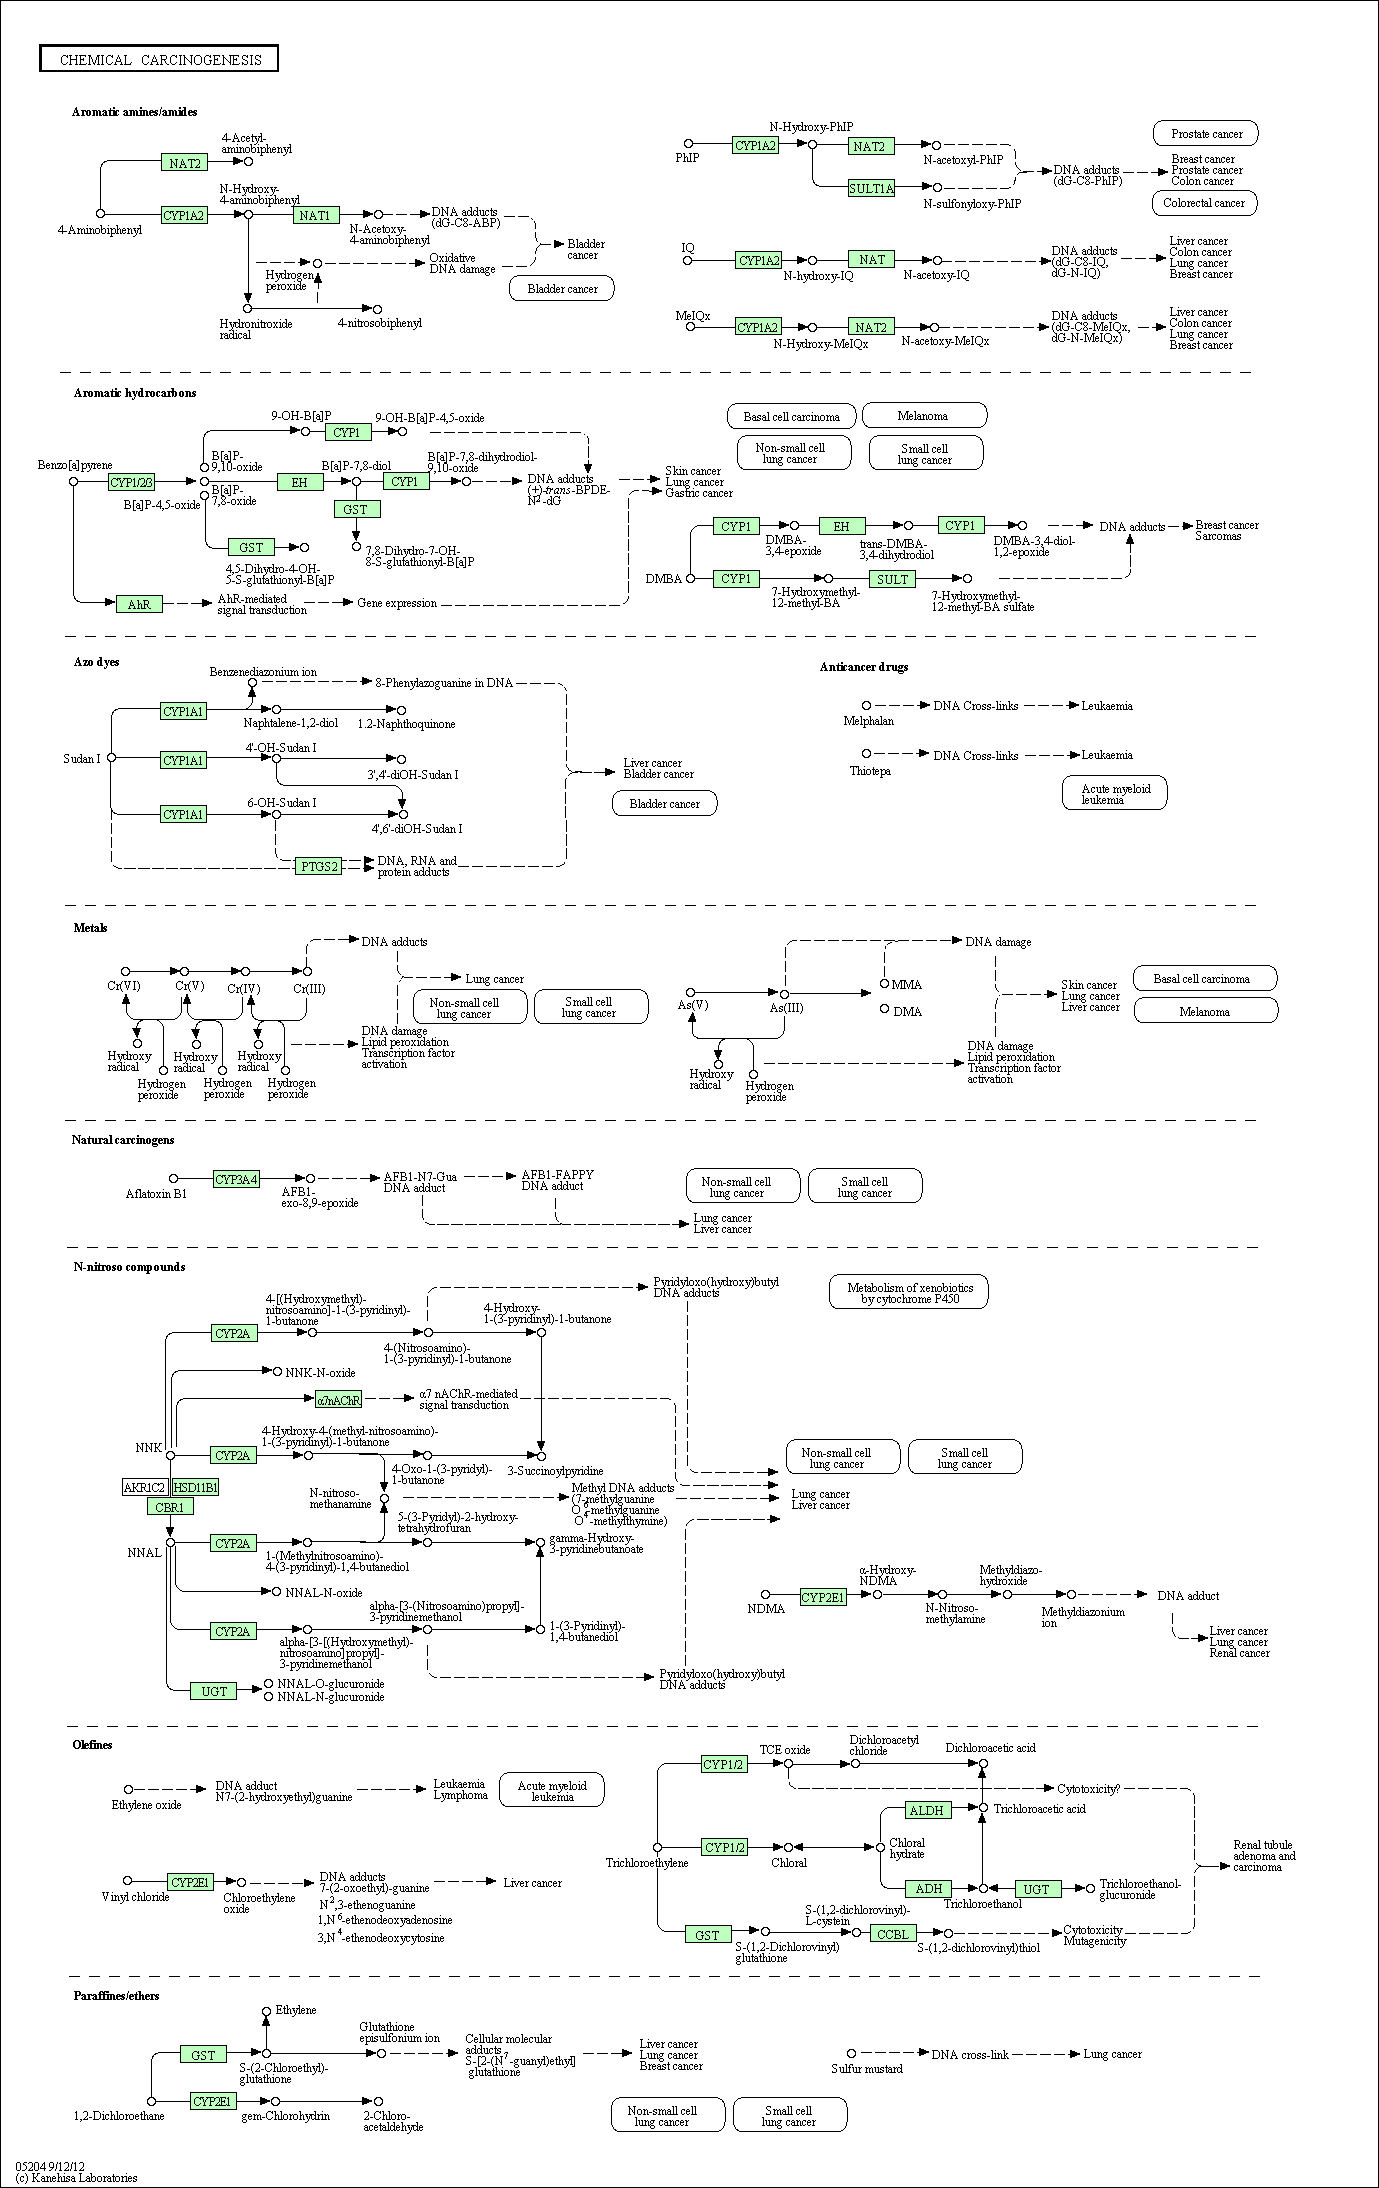 CHEMICAL CARCINOGENESIS
Aromatic amines/amides
4-Acetyl-
aminobiphenyl
NAT2
N-Hydroxy-
4-aminobiphenyl
CYP1A2
NAT1
4-Aminobiphenyl
N-Acetoxy-
4-aminobiphenyl
DNA adducts
(dG-C8-ABP)
Oxidative
DNA damage
Bladder
cancer
Bladder cancer
Hydrogen
peroxide
Hydronitroxide
radical
4-nitrosobiphenyl
PhIP
CYP1A2
N-Hydroxy-PhIP
NAT2
N-acetoxyl-PhIP
SULT1A
N-sulfonyloxy-PhIP
DNA adducts
(dG-C8-PhIP)
Prostate cancer
Breast cancer
Prostate cancer
Colon cancer
Colorectal cancer
IQ
CYP1A2
N-hydroxy-IQ
NAT
N-acetoxy-IQ
DNA adducts
(dG-C8-IQ,
dG-N-IQ)
Liver cancer
Colon cancer
Lung cancer
Breast cancer
MeIQx
CYP1A2
N-Hydroxy-MeIQx
NAT2
N-acetoxy-MeIQx
DNA adducts
(dG-C8-MeIQx,
dG-N-MeIQx)
Liver cancer
Colon cancer
Lung cancer
Breast cancer
Aromatic hydrocarbons
9-OH-B[a]P
CYP1
9-OH-B[a]P-4,5-oxide
Benzo[a]pyrene
CYP1/2/3
B[a]P-
9,10-oxide
B[a]P-4,5-oxide
B[a]P-
7,8-oxide
EH
B[a]P-7,8-diol
CYP1
B[a]P-7,8-dihydrodiol-
9,10-oxide
GST
7,8-Dihydro-7-OH-
8-S-glutathionyl-B[a]P
GST
4,5-Dihydro-4-OH-
5-S-glutathionyl-B[a]P
DNA adducts
(+)-trans-BPDE-
N2-dG
Skin cancer
Lung cancer
Gastric cancer
AhR
AhR-mediated
signal transduction
Gene expression
Basal cell carcinoma
Melanoma
Non-small cell
lung cancer
Small cell
lung cancer
DMBA
CYP1
DMBA-
3,4-epoxide
EH
trans-DMBA-
3,4-dihydrodiol
CYP1
DMBA-3,4-diol-
1,2-epoxide
DNA adducts
Breast cancer
Sarcomas
CYP1
7-Hydroxymethyl-
12-methyl-BA
SULT
7-Hydroxymethyl-
12-methyl-BA sulfate
Azo dyes
Benzenediazonium ion
8-Phenylazoguanine in DNA
CYP1A1
Naphtalene-1,2-diol
1.2-Naphthoquinone
Sudan I
CYP1A1
4'-OH-Sudan I
3',4'-diOH-Sudan I
CYP1A1
6-OH-Sudan I
4',6'-diOH-Sudan I
PTGS2
DNA, RNA and
protein adducts
Liver cancer
Bladder cancer
Bladder cancer
Anticancer drugs
Melphalan
DNA Cross-links
Leukaemia
Thiotepa
DNA Cross-links
Leukaemia
Acute myeloid
leukemia
Metals
Cr(VI)
Cr(V)
Cr(IV)
Cr(III)
DNA adducts
Lung cancer
Non-small cell
lung cancer
Small cell
lung cancer
Hydroxy
radical
Hydroxy
radical
Hydroxy
radical
Hydrogen
peroxide
Hydrogen
peroxide
Hydrogen
peroxide
DNA damage
Lipid peroxidation
Transcription factor
activation
As(V)
As(III)
MMA
DMA
DNA damage
Hydroxy
radical
Hydrogen
peroxide
DNA damage
Lipid peroxidation
Transcription factor
activation
Skin cancer
Lung cancer
Liver cancer
Basal cell carcinoma
Melanoma
Natural carcinogens
Aflatoxin B1
CYP3A4
AFB1-
exo-8,9-epoxide
AFB1-N7-Gua
DNA adduct
AFB1-FAPPY
DNA adduct
Non-small cell
lung cancer
Small cell
lung cancer
Lung cancer
Liver cancer
N-nitroso compounds
4-[(Hydroxymethyl)-
nitrosoamino]-1-(3-pyridinyl)-
1-butanone
CYP2A
4-(Nitrosoamino)-
1-(3-pyridinyl)-1-butanone
4-Hydroxy-
1-(3-pyridinyl)-1-butanone
Pyridyloxo(hydroxy)butyl
DNA adducts
Metabolism of xenobiotics
by cytochrome P450
NNK-N-oxide
α7nAChR
α7 nAChR-mediated
signal transduction
NNK
CYP2A
4-Hydroxy-4-(methyl-nitrosoamino)-
1-(3-pyridinyl)-1-butanone
4-Oxo-1-(3-pyridyl)-
1-butanone
3-Succinoylpyridine
AKR1C2
HSD11B1
CBR1
N-nitroso-
methanamine
Methyl DNA adducts
(7-methylguanine
O6-methylguanine
O4-methylthymine)
Non-small cell
lung cancer
Small cell
lung cancer
Lung cancer
Liver cancer
NNAL
CYP2A
1-(Methylnitrosoamino)-
4-(3-pyridinyl)-1,4-butanediol
5-(3-Pyridyl)-2-hydroxy-
tetrahydrofuran
gamma-Hydroxy-
3-pyridinebutanoate
NNAL-N-oxide
CYP2A
alpha-[3-[(Hydroxymethyl)-
nitrosoamino]propyl]-
3-pyridinemethanol
alpha-[3-(Nitrosoamino)propyl]-
3-pyridinemethanol
1-(3-Pyridinyl)-
1,4-butanediol
Pyridyloxo(hydroxy)butyl
DNA adducts
UGT
NNAL-O-glucuronide
NNAL-N-glucuronide
NDMA
CYP2E1
α-Hydroxy-
NDMA
N-Nitroso-
methylamine
Methyldiazo-
hydroxide
Methyldiazonium
ion
DNA adduct
Liver cancer
Lung cancer
Renal cancer
Olefines
Ethylene oxide
DNA adduct
N7-(2-hydroxyethyl)guanine
Leukaemia
Lymphoma
Acute myeloid
leukemia
Vinyl chloride
CYP2E1
Chloroethylene
oxide
DNA adducts
7-(2-oxoethyl)-guanine
N2,3-ethenoguanine
1,N6-ethenodeoxyadenosine
3,N4-ethenodeoxycytosine
Liver cancer
CYP1/2
TCE oxide
Dichloroacetyl
chloride
Dichloroacetic acid
Cytotoxicity?
ALDH
Trichloroacetic acid
Trichloroethylene
CYP1/2
Chloral
Chloral
hydrate
ADH
Trichloroethanol
UGT
Trichloroethanol-
glucuronide
GST
S-(1,2-Dichlorovinyl)
glutathione
S-(1,2-dichlorovinyl)-
L-cystein
CCBL
S-(1,2-dichlorovinyl)thiol
Cytotoxicity
Mutagenicity
Renal tubule
adenoma and
carcinoma
Paraffines/ethers
Ethylene
GST
S-(2-Chloroethyl)-
glutathione
Glutathione
episulfonium ion
Cellular molecular
adducts
S-[2-(N7-guanyl)ethyl]
glutathione
Liver cancer
Lung cancer
Breast cancer
1,2-Dichloroethane
CYP2E1
gem-Chlorohydrin
2-Chloro-
acetaldehyde
Non-small cell
lung cancer
Small cell
lung cancer
Sulfur mustard
DNA cross-link
Lung cancer
05204 9/12/12
(c) Kanehisa Laboratories